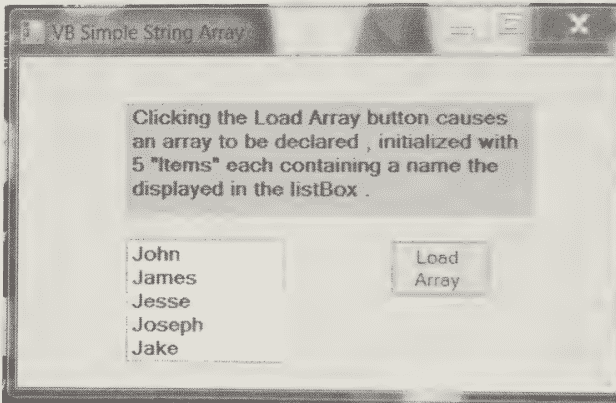 VB Simple String Array
Clicking the Load Array button causes
an array to be declared , initialized with
5 "Items" each containing a name the
displayed in the listBox .
John
James
Jesse
Joseph
Jake
Load
Array